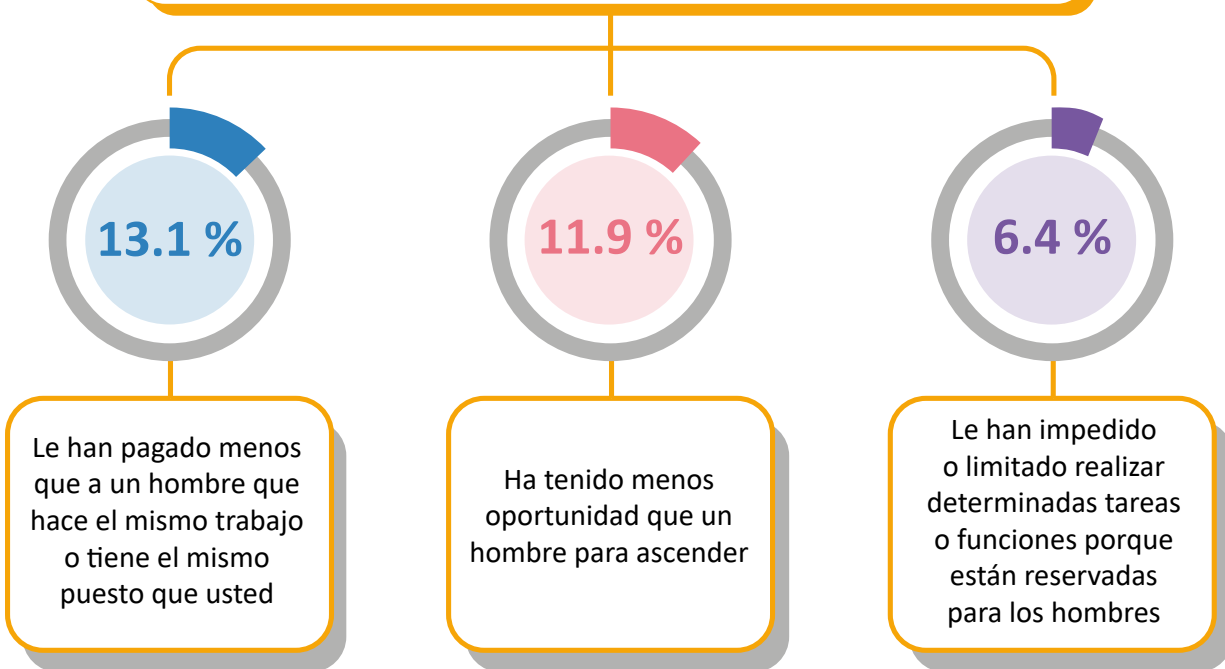 13.1 %
11.9 %
6.4 %
Le han pagado menos
que a un hombre que
hace el mismo trabajo
o tiene el mismo
puesto que usted
Ha tenido menos
oportunidad que un
hombre para ascender
Le han impedido
o limitado realizar
determinadas tareas
o funciones porque
están reservadas
para los hombres